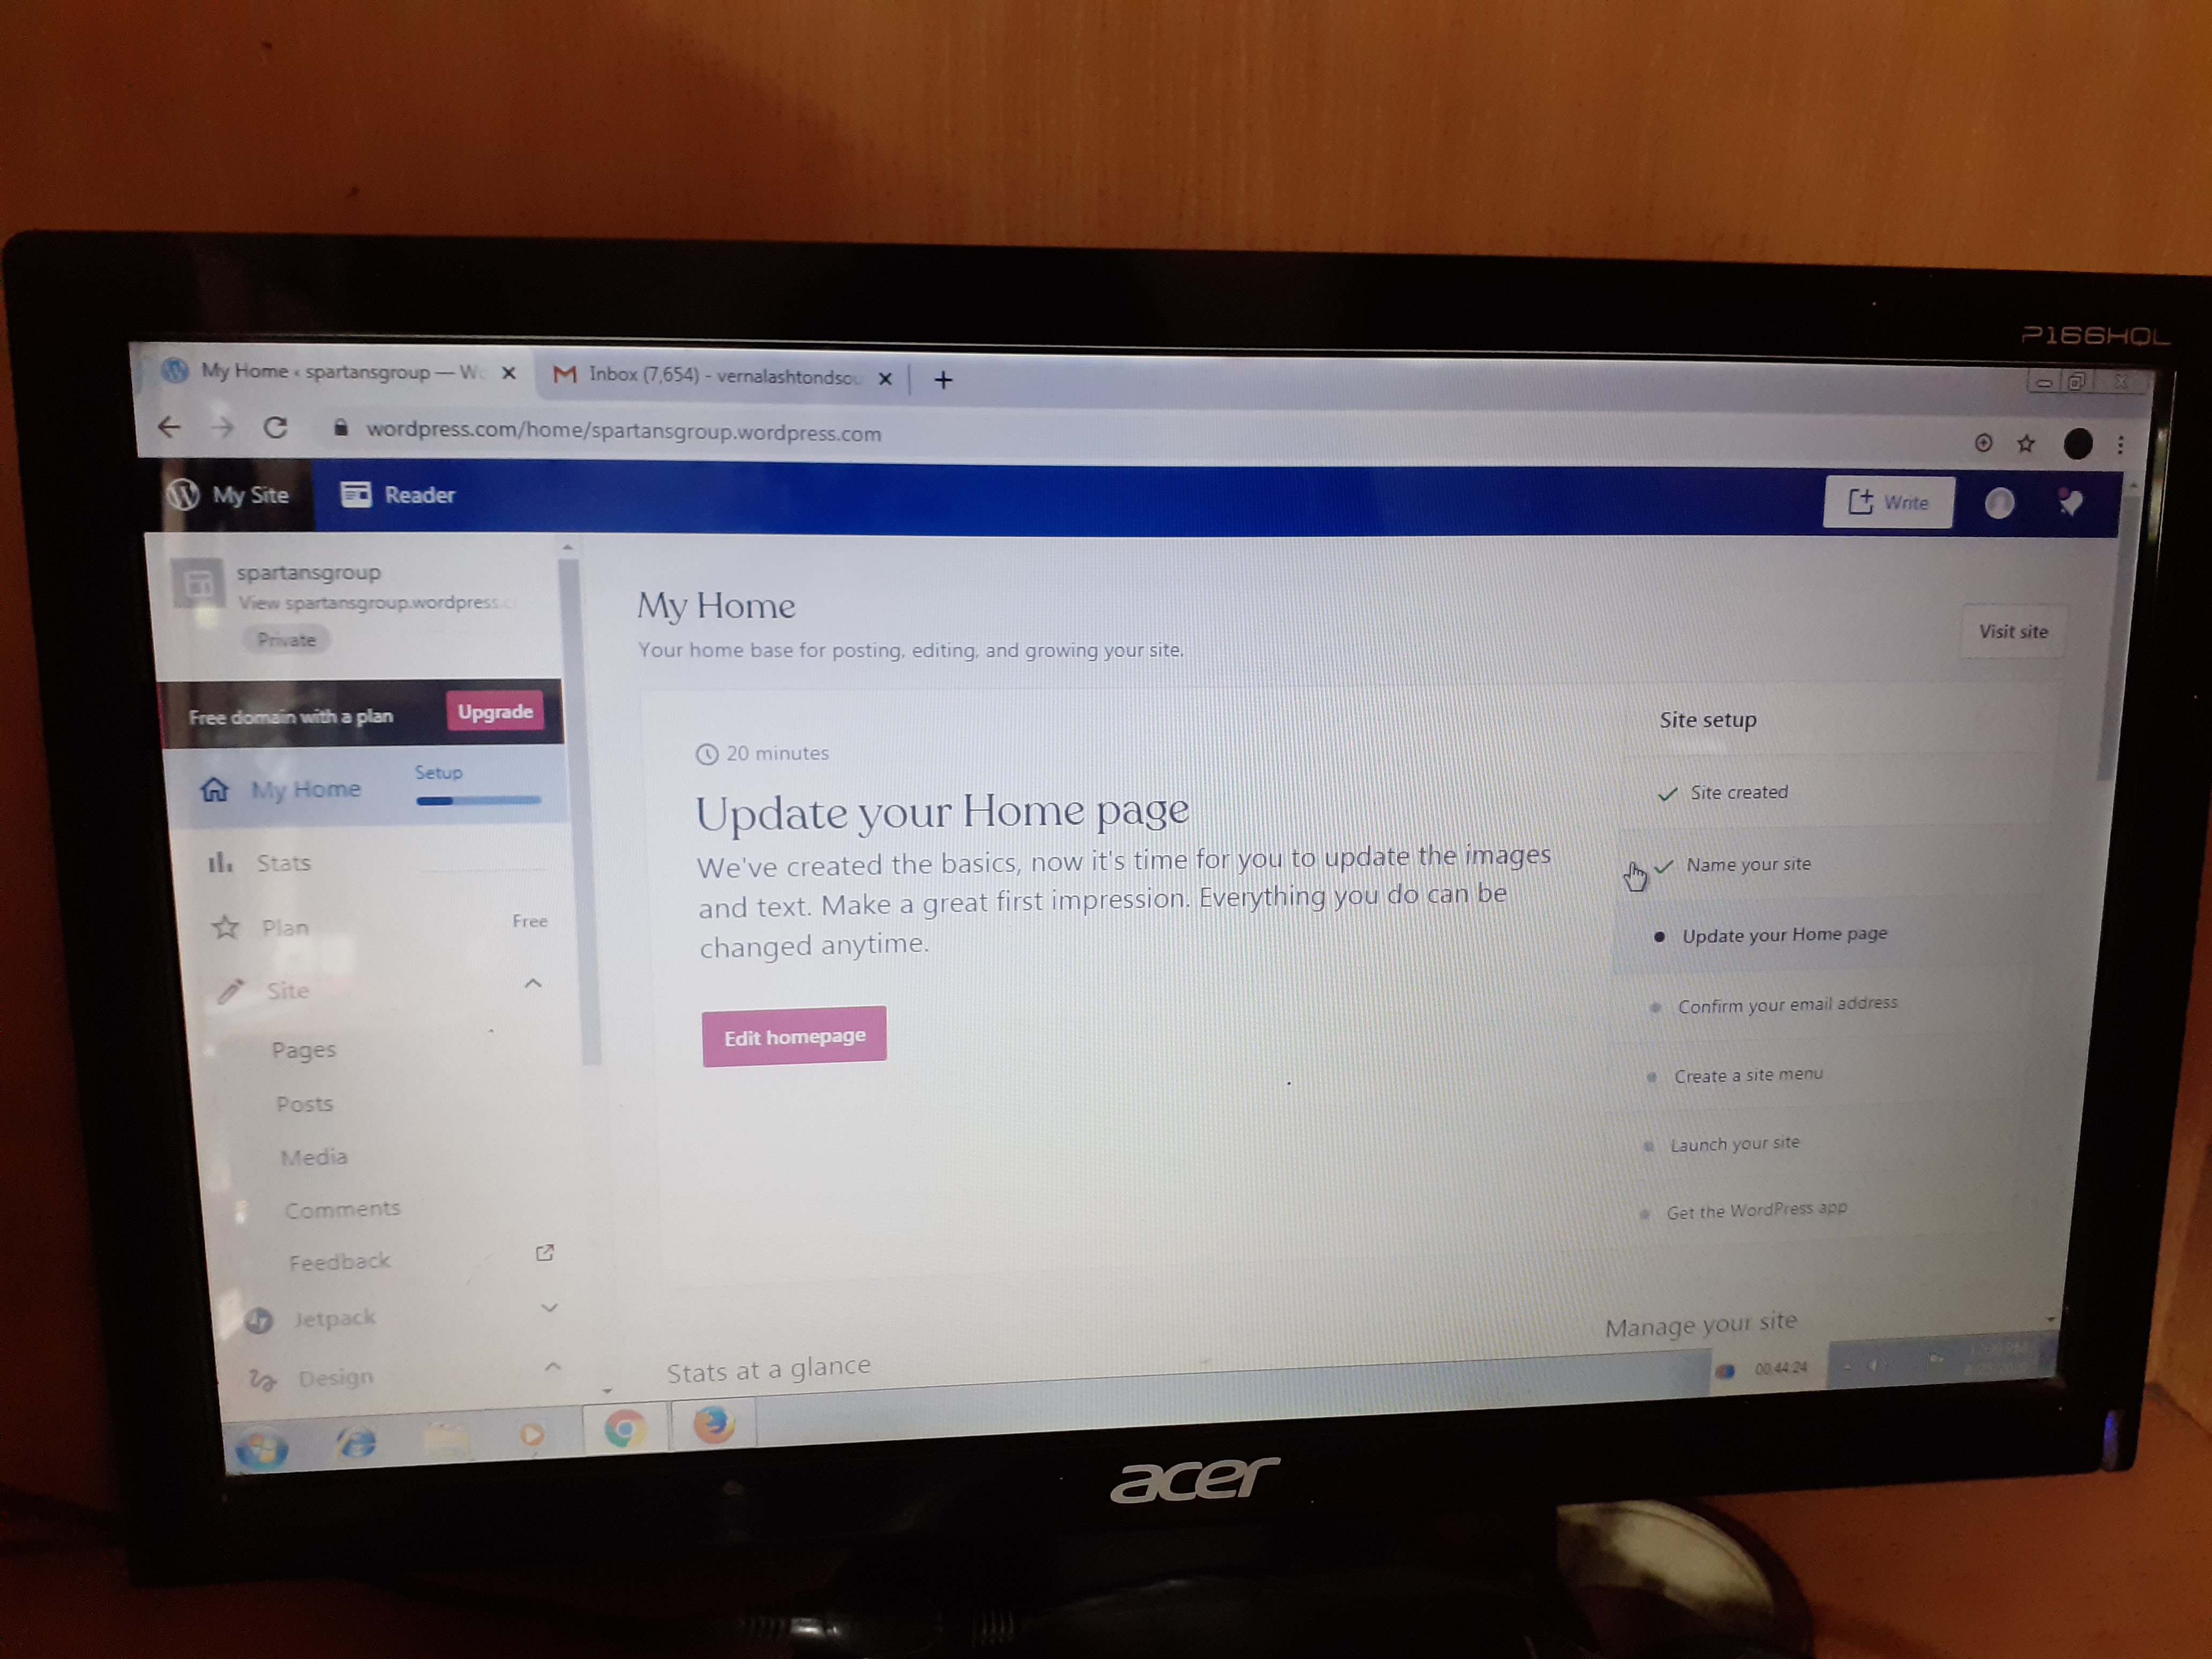 P166HQL
My Home ‹ spartansgroup — W
Inbox (7,654) - vernalashtondsou
wordpress.com/home/spartansgroup.wordpress.com
My Site
Reader
Write
spartansgroup
View spartansgroup.wordpress.c
Private
Free domain with a plan
Upgrade
My Home
Setup
Stats
Plan
Free
Site
Pages
Posts
Media
Comments
Feedback
Jetpack
Design
My Home
Your home base for posting, editing, and growing your site.
Visit site
20 minutes
Update your Home page
We've created the basics, now it's time for you to update the images
and text. Make a great first impression. Everything you do can be
changed anytime.
Edit homepage
Site setup
Site created
Name your site
Update your Home page
Confirm your email address
Create a site menu
Launch your site
Get the WordPress app
Stats at a glance
Manage your site
00:44:24
acer